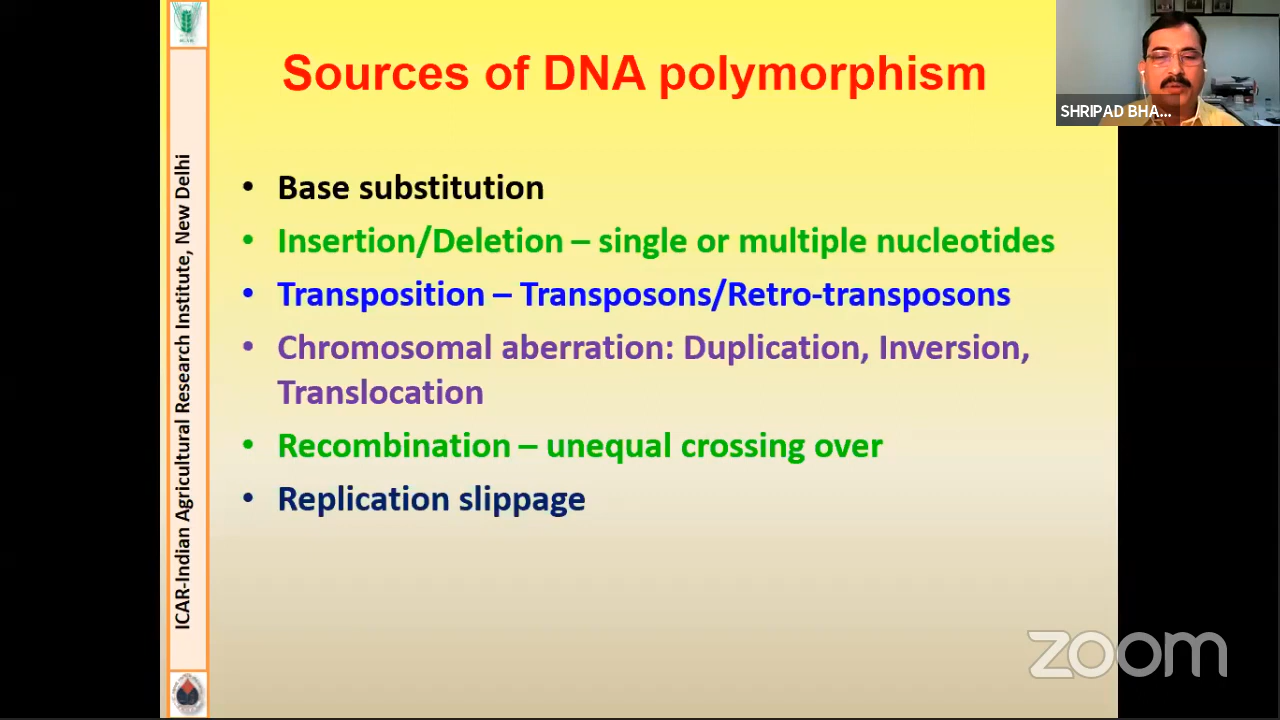 Sources of DNA polymorphism
SHRIPAD BHA...
• Base substitution
• Insertion/Deletion – single or multiple nucleotides
• Transposition – Transposons/Retro-transposons
• Chromosomal aberration: Duplication, Inversion,
Translocation
• Recombination – unequal crossing over
• Replication slippage
ICAR-Indian Agricultural Research Institute, New Delhi
zoom